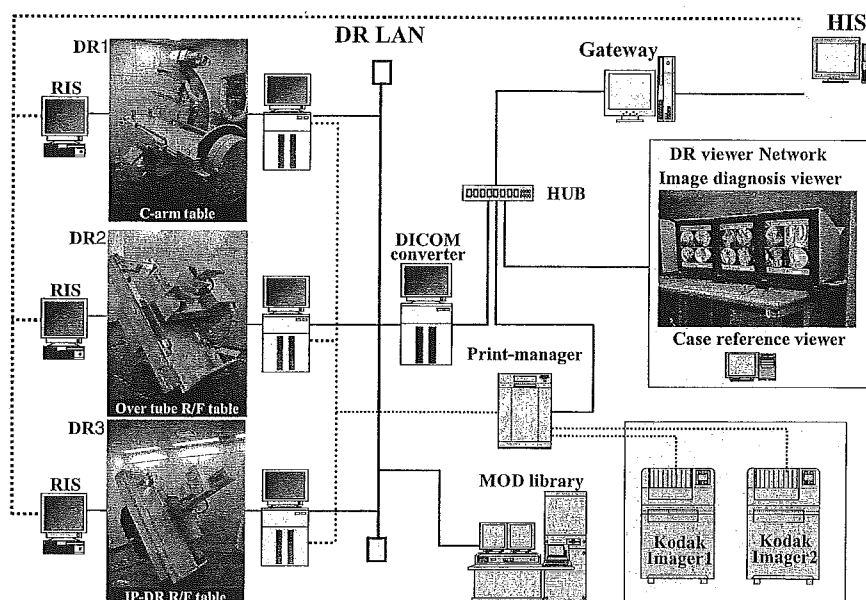 DR1
DR LAN
HIS
RIS
Gateway
C-arm table
HUB
DR viewer Network
Image diagnosis viewer
DR2
RIS
DICOM
converter
Over tube R/F table
Print-manager
Case reference viewer
DR3
RIS
MOD library
Kodak
Imager1
Kodak
Imager2
IP-DR R/F table